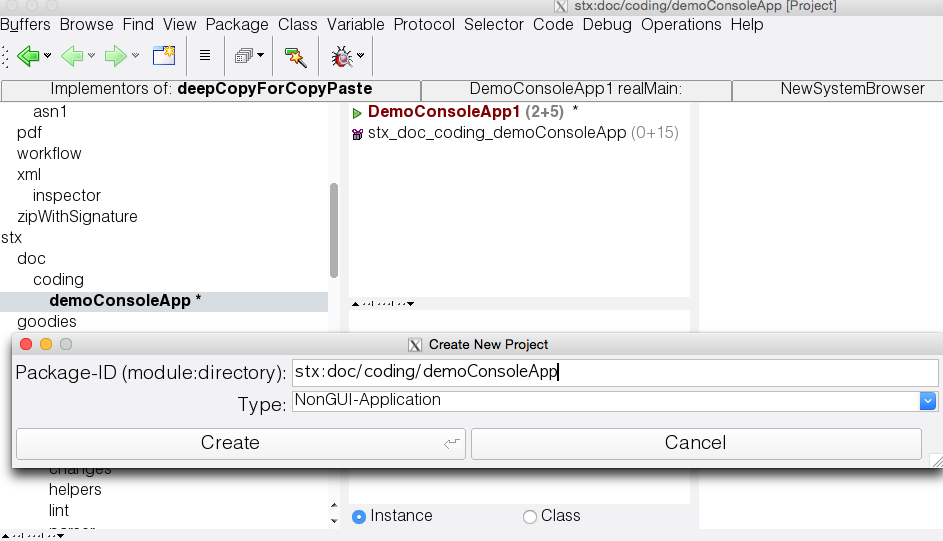 stx:doc/coding/demoConsoleApp [Project]
Buffers Browse Find View Package Class Variable Protocol Selector Code Debug Operations Help
Implementors of: deepCopyForCopyPaste DemoConsoleApp1 realMain: NewSystemBrowser
asn1
pdf
workflow
xml
inspector
zipWithSignature
stx
doc
coding
demoConsoleApp *
goodies
DemoConsoleApp1 (2+5) *
stx_doc_coding_demoConsoleApp (0+15)
Create New Project
Package-ID (module:directory): stx:doc/coding/demoConsoleApp
Type: NonGUI-Application
Create Cancel
changes
helpers
lint
parser
Instance Class